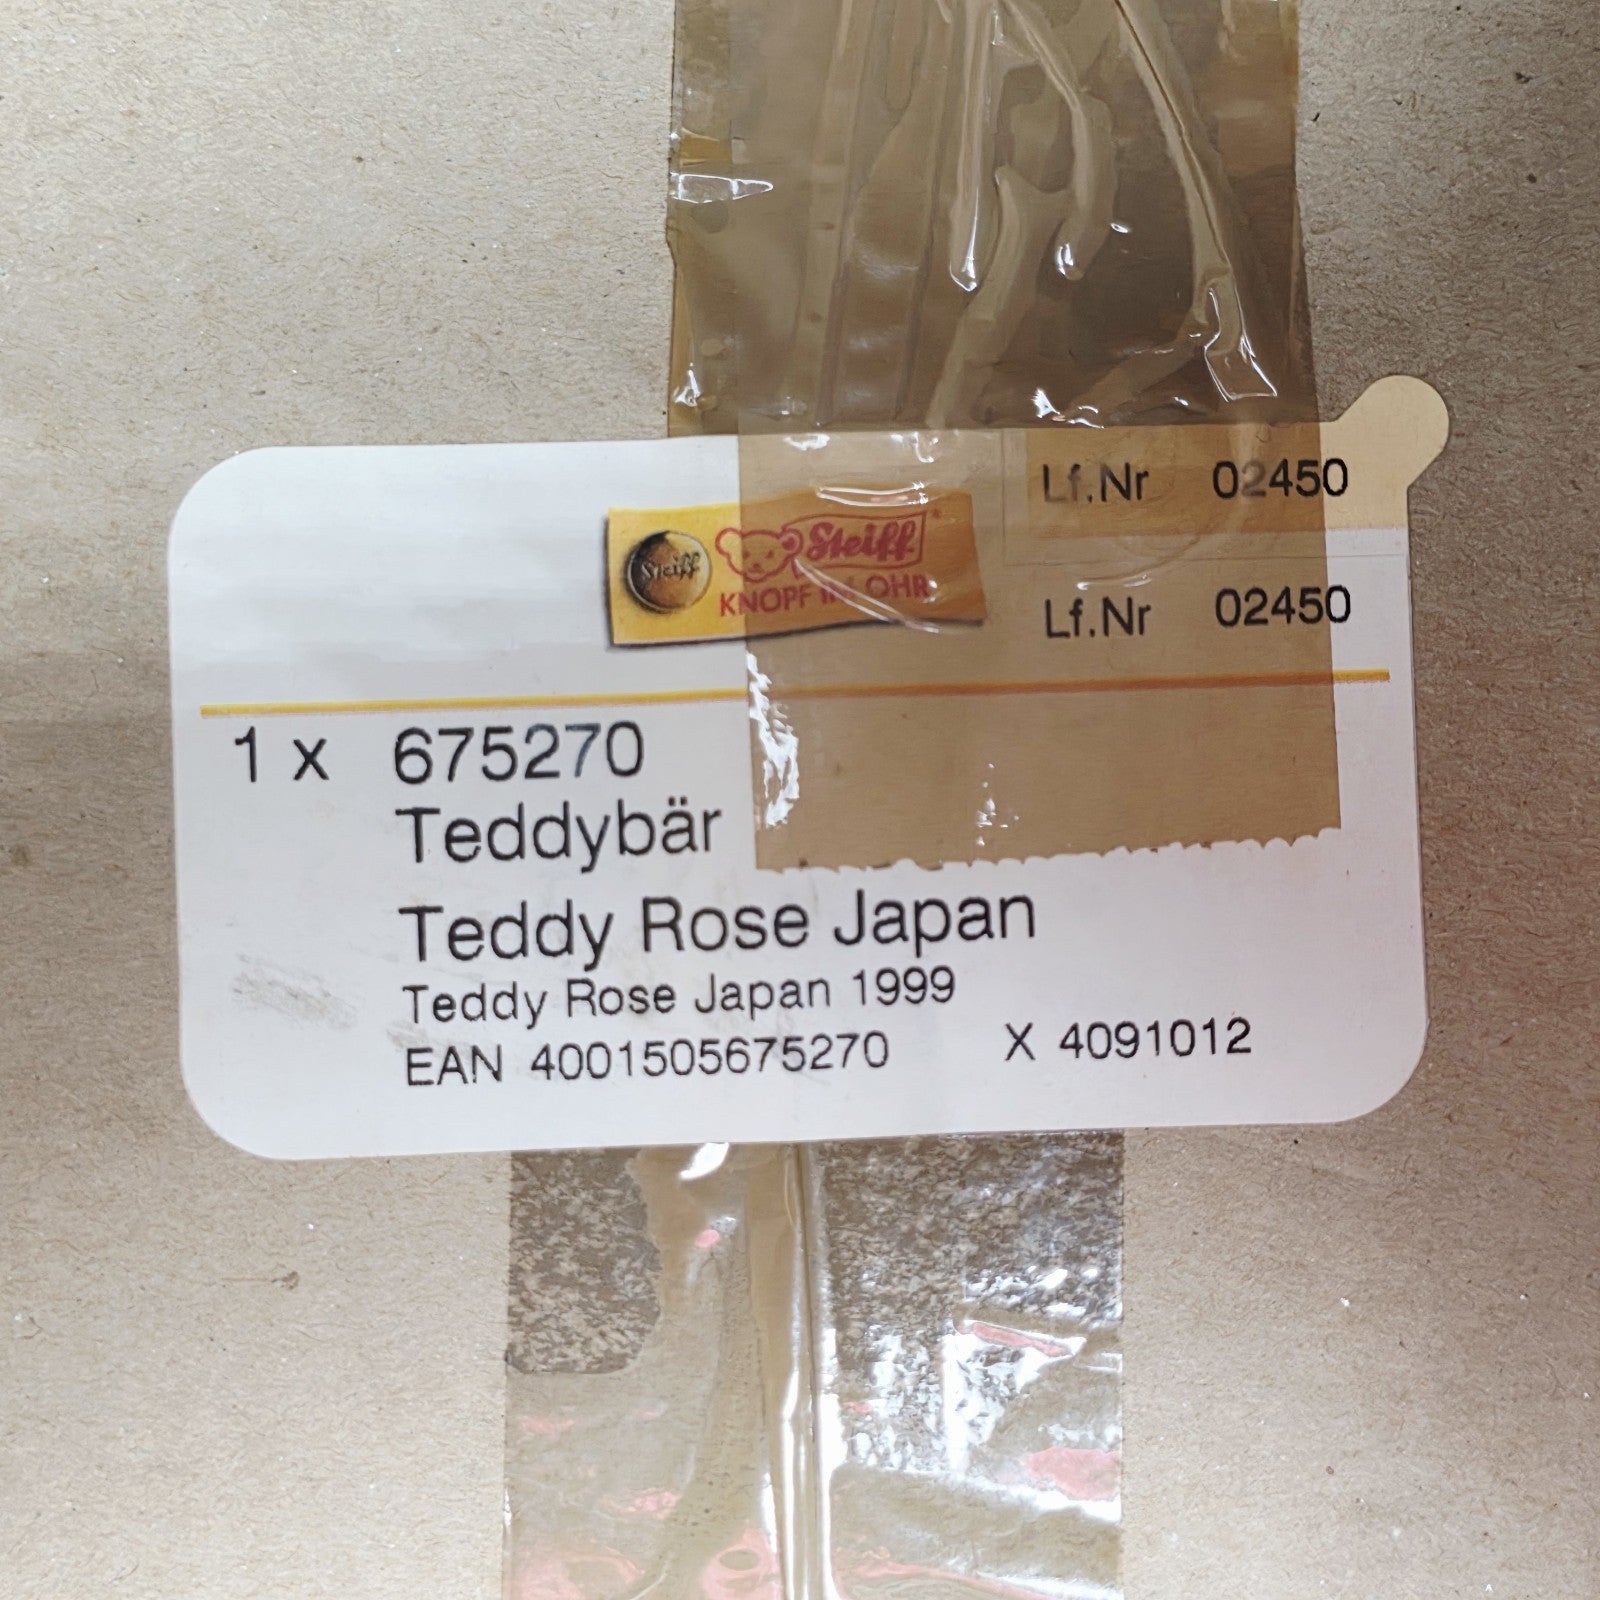 Lf.Nr 02450
Steiff
Steiff
KNOPF IM OHR
Lf.Nr 02450
1 x 675270
Teddybär
Teddy Rose Japan
Teddy Rose Japan 1999
EAN 4001505675270 X 4091012